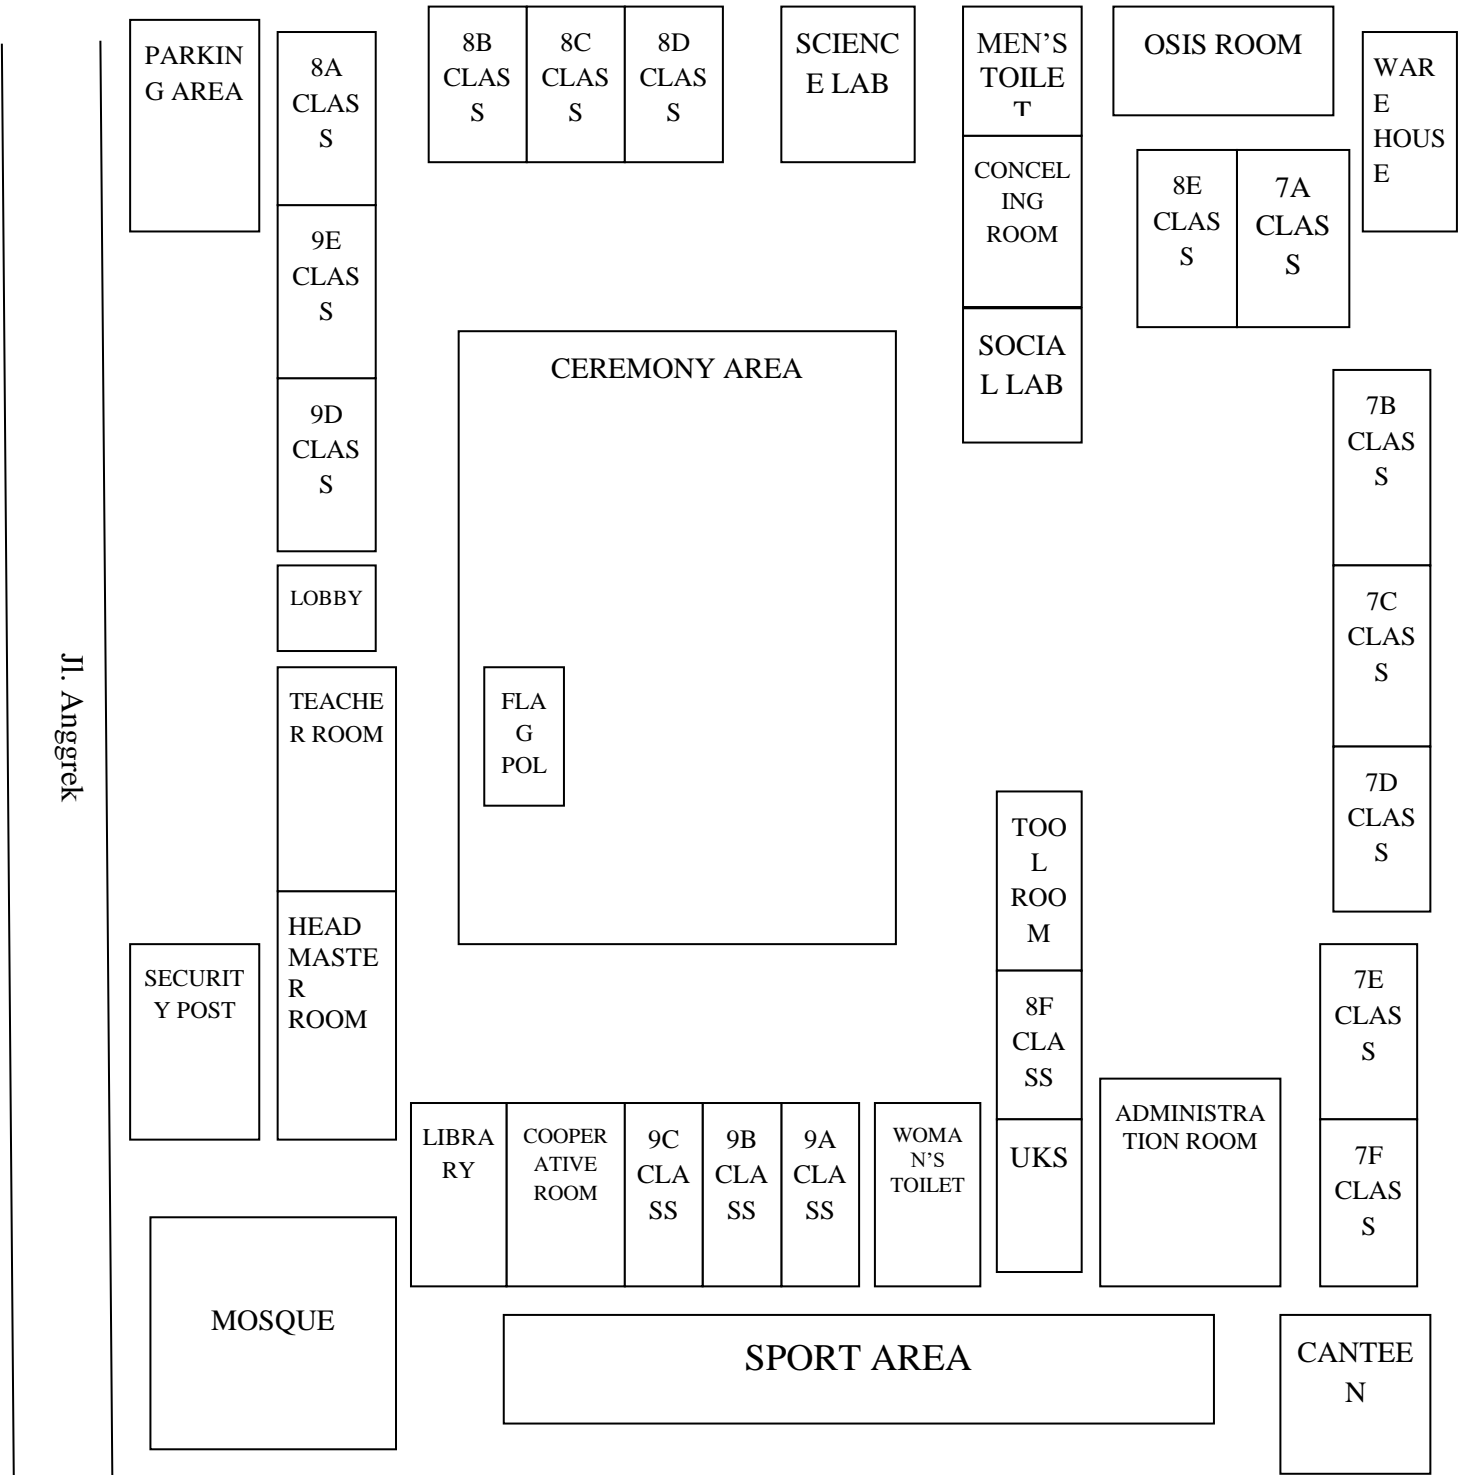 PARKIN
G AREA
8A
CLAS
S
8B
CLAS
S
8C
CLAS
S
8D
CLAS
S
SCIENC
E LAB
MEN'S
TOILE
T
OSIS ROOM
WAR
E
HOUS
E
CONCEL
ING
ROOM
8E
CLAS
S
7A
CLAS
S
9E
CLAS
S
SOCIA
L LAB
CEREMONY AREA
9D
CLAS
S
7B
CLAS
S
LOBBY
7C
CLAS
S
Jl. Anggrek
TEACHE
R ROOM
FLA
G
POL
7D
CLAS
S
TOO
L
ROO
M
HEAD
MASTE
R
ROOM
SECURIT
Y POST
8F
CLA
SS
7E
CLAS
S
LIBRA
RY
COOPER
ATIVE
ROOM
9C
CLA
SS
9B
CLA
SS
9A
CLA
SS
WOMA
N'S
TOILET
UKS
ADMINISTRA
TION ROOM
7F
CLAS
S
MOSQUE
SPORT AREA
CANTEE
N